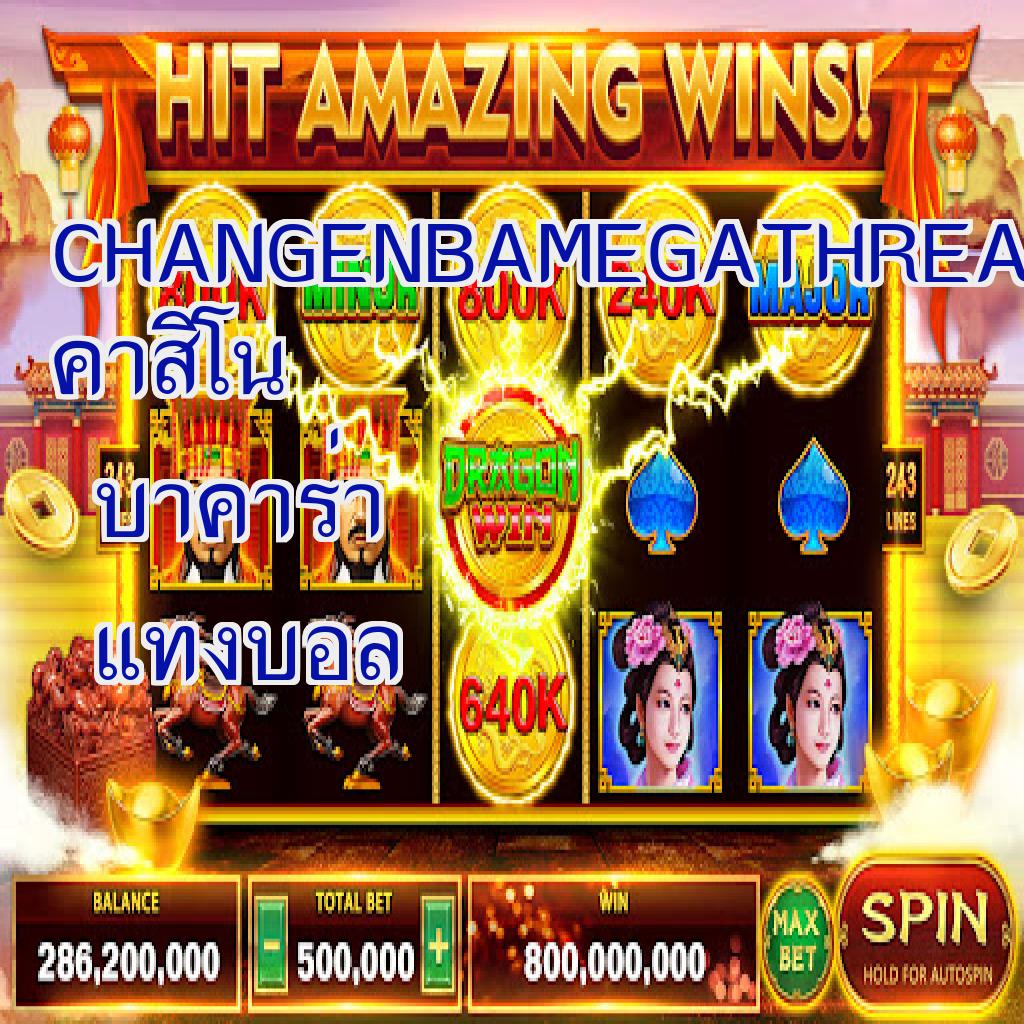 HIT AMAZING WINS!
CHANGENBAMEGATHREA
MINOR 800K 240K MAJOR
คาสิโน
243 243
LINES
บาคาร่า
DRAGON
WIN
แทงบอล
640K
BALANCE TOTAL BET WIN
286,200,000 - 500,000 + 800,000,000
MAX
BET
SPIN
HOLD FOR AUTOSPIN